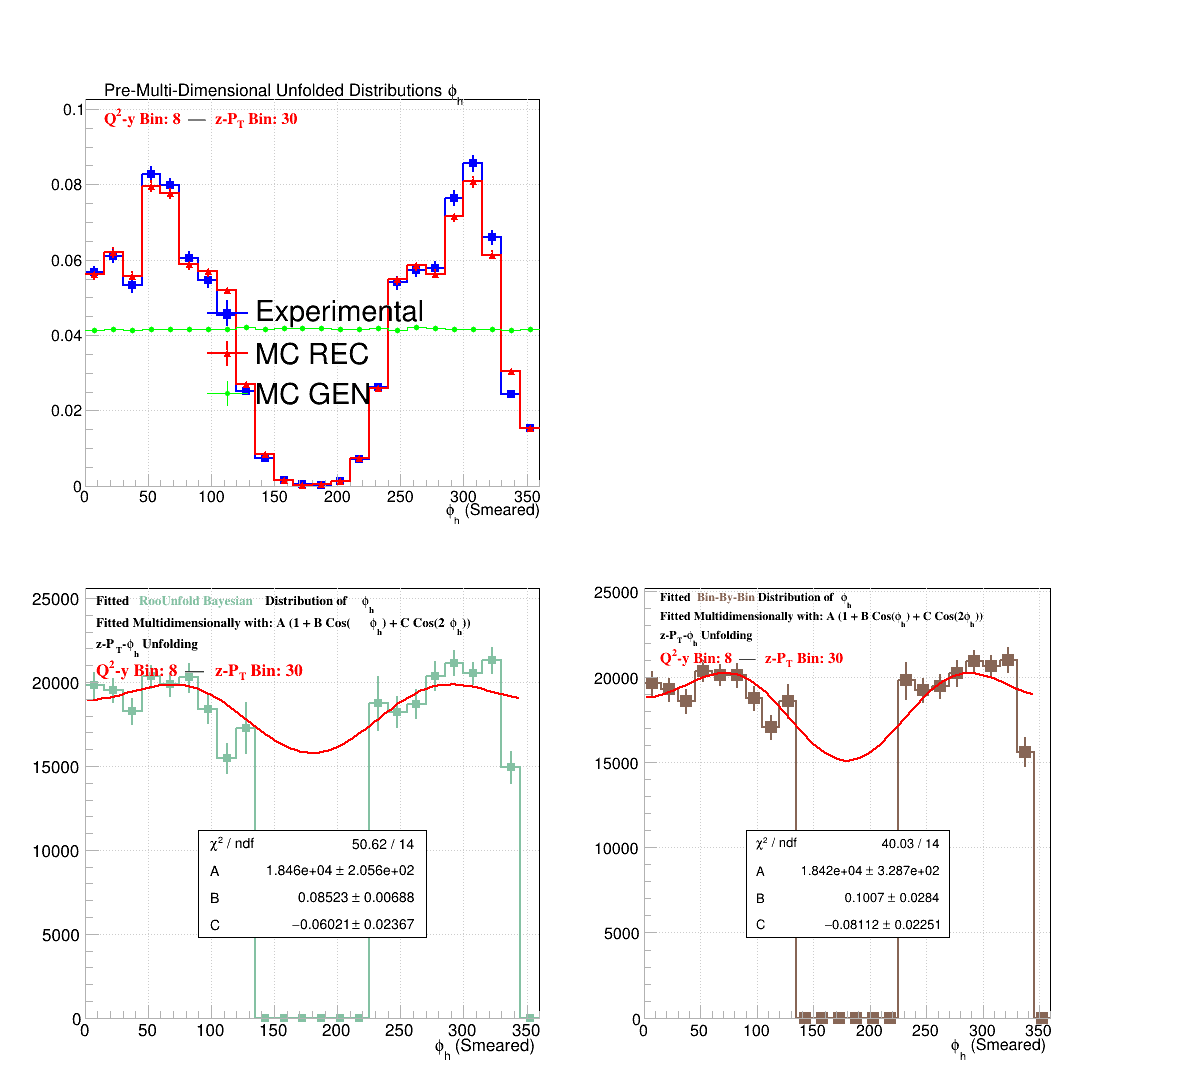 Pre-Multi-Dimensional Unfolded Distributions ϕh
Q2-y Bin: 8 — z-PT Bin: 30
0.1
0.08
0.06
0.04
0.02
0
Experimental
MC REC
MC GEN
0 50 100 150 200 250 300 350
ϕh (Smeared)
Fitted RooUnfold Bayesian Distribution of ϕh
Fitted Multidimensionally with: A (1 + B Cos( ϕh) + C Cos(2 ϕh))
z-PT-ϕh Unfolding
Q2-y Bin: 8 — z-PT Bin: 30
25000
20000
15000
10000
5000
0
χ2 / ndf 50.62 / 14
A 1.846e+04 ± 2.056e+02
B 0.08523 ± 0.00688
C −0.06021 ± 0.02367
0 50 100 150 200 250 300 350
ϕh (Smeared)
Fitted Bin-By-Bin Distribution of ϕh
Fitted Multidimensionally with: A (1 + B Cos(ϕh) + C Cos(2ϕh))
z-PT-ϕh Unfolding
Q2-y Bin: 8 — z-PT Bin: 30
25000
20000
15000
10000
5000
0
χ2 / ndf 40.03 / 14
A 1.842e+04 ± 3.287e+02
B 0.1007 ± 0.0284
C −0.08112 ± 0.02251
0 50 100 150 200 250 300 350
ϕh (Smeared)